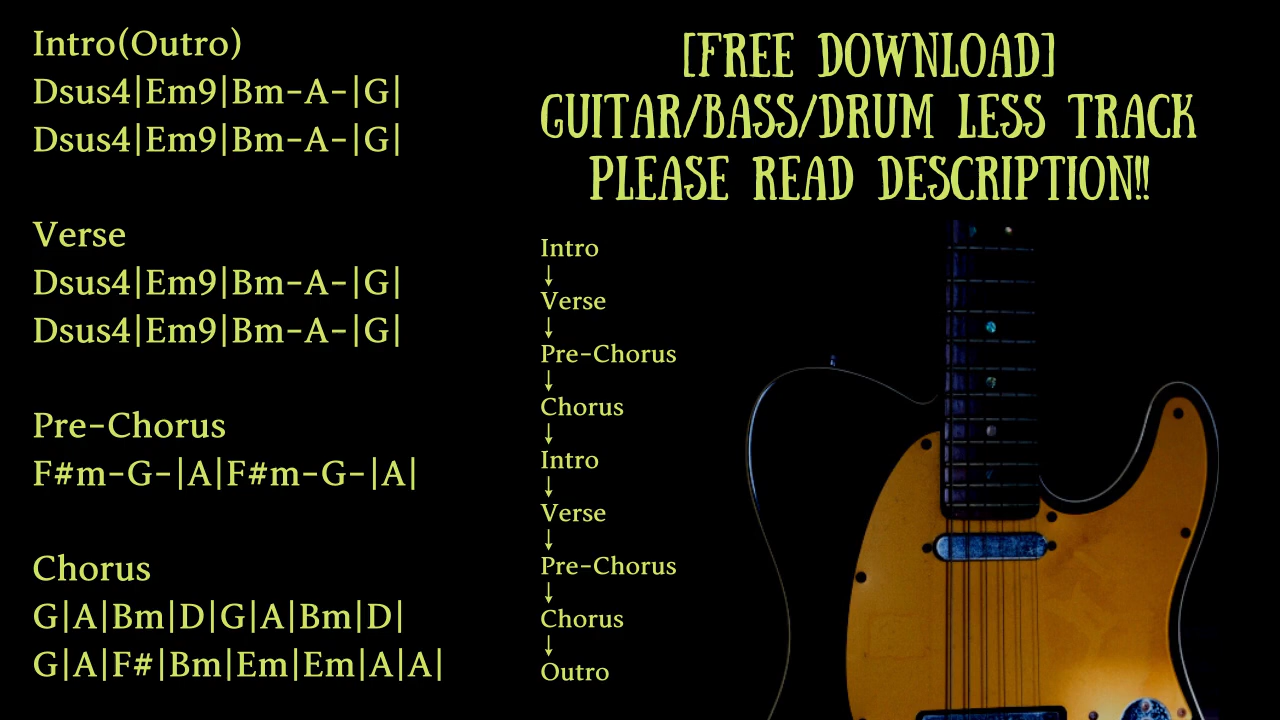 Intro(Outro)
Dsus4|Em9|Bm-A-|G|
Dsus4|Em9|Bm-A-|G|
Verse
Dsus4|Em9|Bm-A-|G|
Dsus4|Em9|Bm-A-|G|
Pre-Chorus
F#m-G-|A|F#m-G-|A|
Chorus
G|A|Bm|D|G|A|Bm|D|
G|A|F#|Bm|Em|Em|A|A|
[FREE DOWNLOAD]
GUITAR/BASS/DRUM LESS TRACK
PLEASE READ DESCRIPTION!!
Intro
↓
Verse
↓
Pre-Chorus
↓
Chorus
↓
Intro
↓
Verse
↓
Pre-Chorus
↓
Chorus
↓
Outro